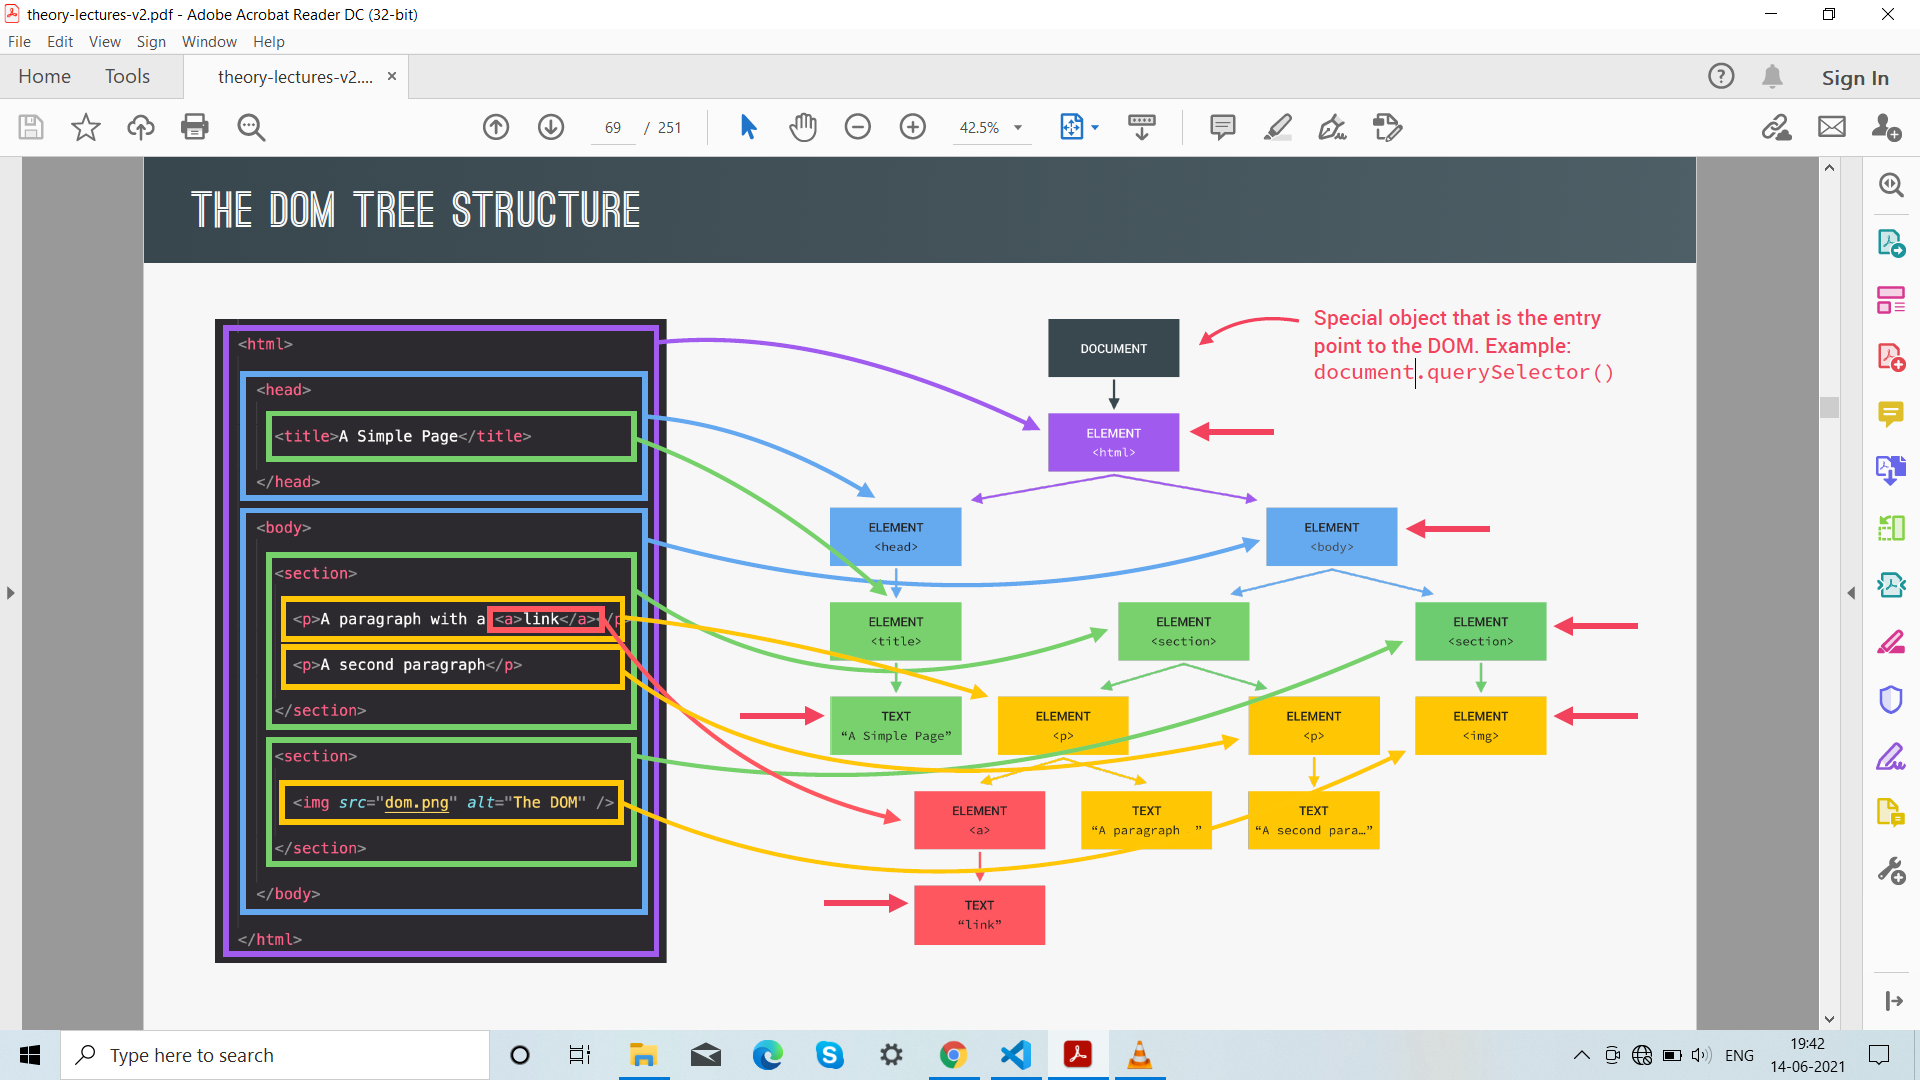 theory-lectures-v2.pdf - Adobe Acrobat Reader DC (32-bit)
File Edit View Sign Window Help
Home Tools theory-lectures-v2.... × Sign In
69 / 251 42.5%
THE DOM TREE STRUCTURE
<html>
<head>
<title>A Simple Page</title>
</head>
<body>
<section>
<p>A paragraph with a <a>link</a></p
<p>A second paragraph</p>
</section>
<section>
<img src="dom.png" alt="The DOM" />
</section>
</body>
</html>
Special object that is the entry
point to the DOM. Example:
document.querySelector()
DOCUMENT
ELEMENT
<html>
ELEMENT
<head>
ELEMENT
<body>
ELEMENT
<title>
ELEMENT
<section>
ELEMENT
<section>
TEXT
“A Simple Page”
ELEMENT
<p>
ELEMENT
<p>
ELEMENT
<img>
ELEMENT
<a>
TEXT
“A paragraph ”
TEXT
“A second para…”
TEXT
“link”
Type here to search
ENG
19:42
14-06-2021